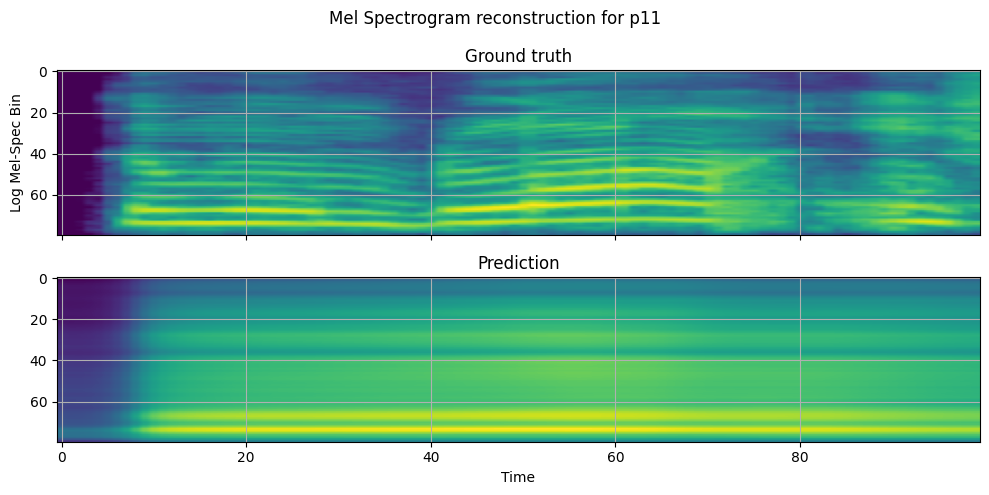 Mel Spectrogram reconstruction for p11
Ground truth
Log Mel-Spec Bin
0
20
40
60
Prediction
0
20
40
60
0 20 40 60 80
Time